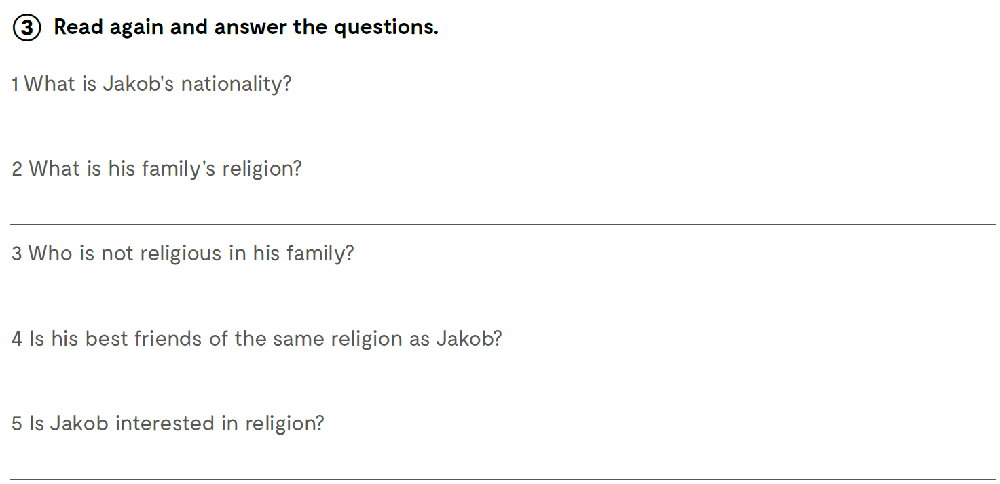 3 Read again and answer the questions.
1 What is Jakob's nationality?
2 What is his family's religion?
3 Who is not religious in his family?
4 Is his best friends of the same religion as Jakob?
5 Is Jakob interested in religion?